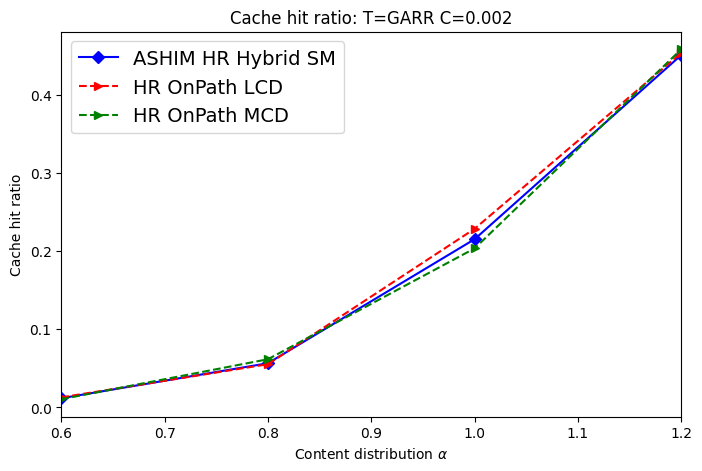 Cache hit ratio: T=GARR C=0.002
ASHIM HR Hybrid SM
HR OnPath LCD
HR OnPath MCD
Cache hit ratio
0.4
0.3
0.2
0.1
0.0
0.6 0.7 0.8 0.9 1.0 1.1 1.2
Content distribution α